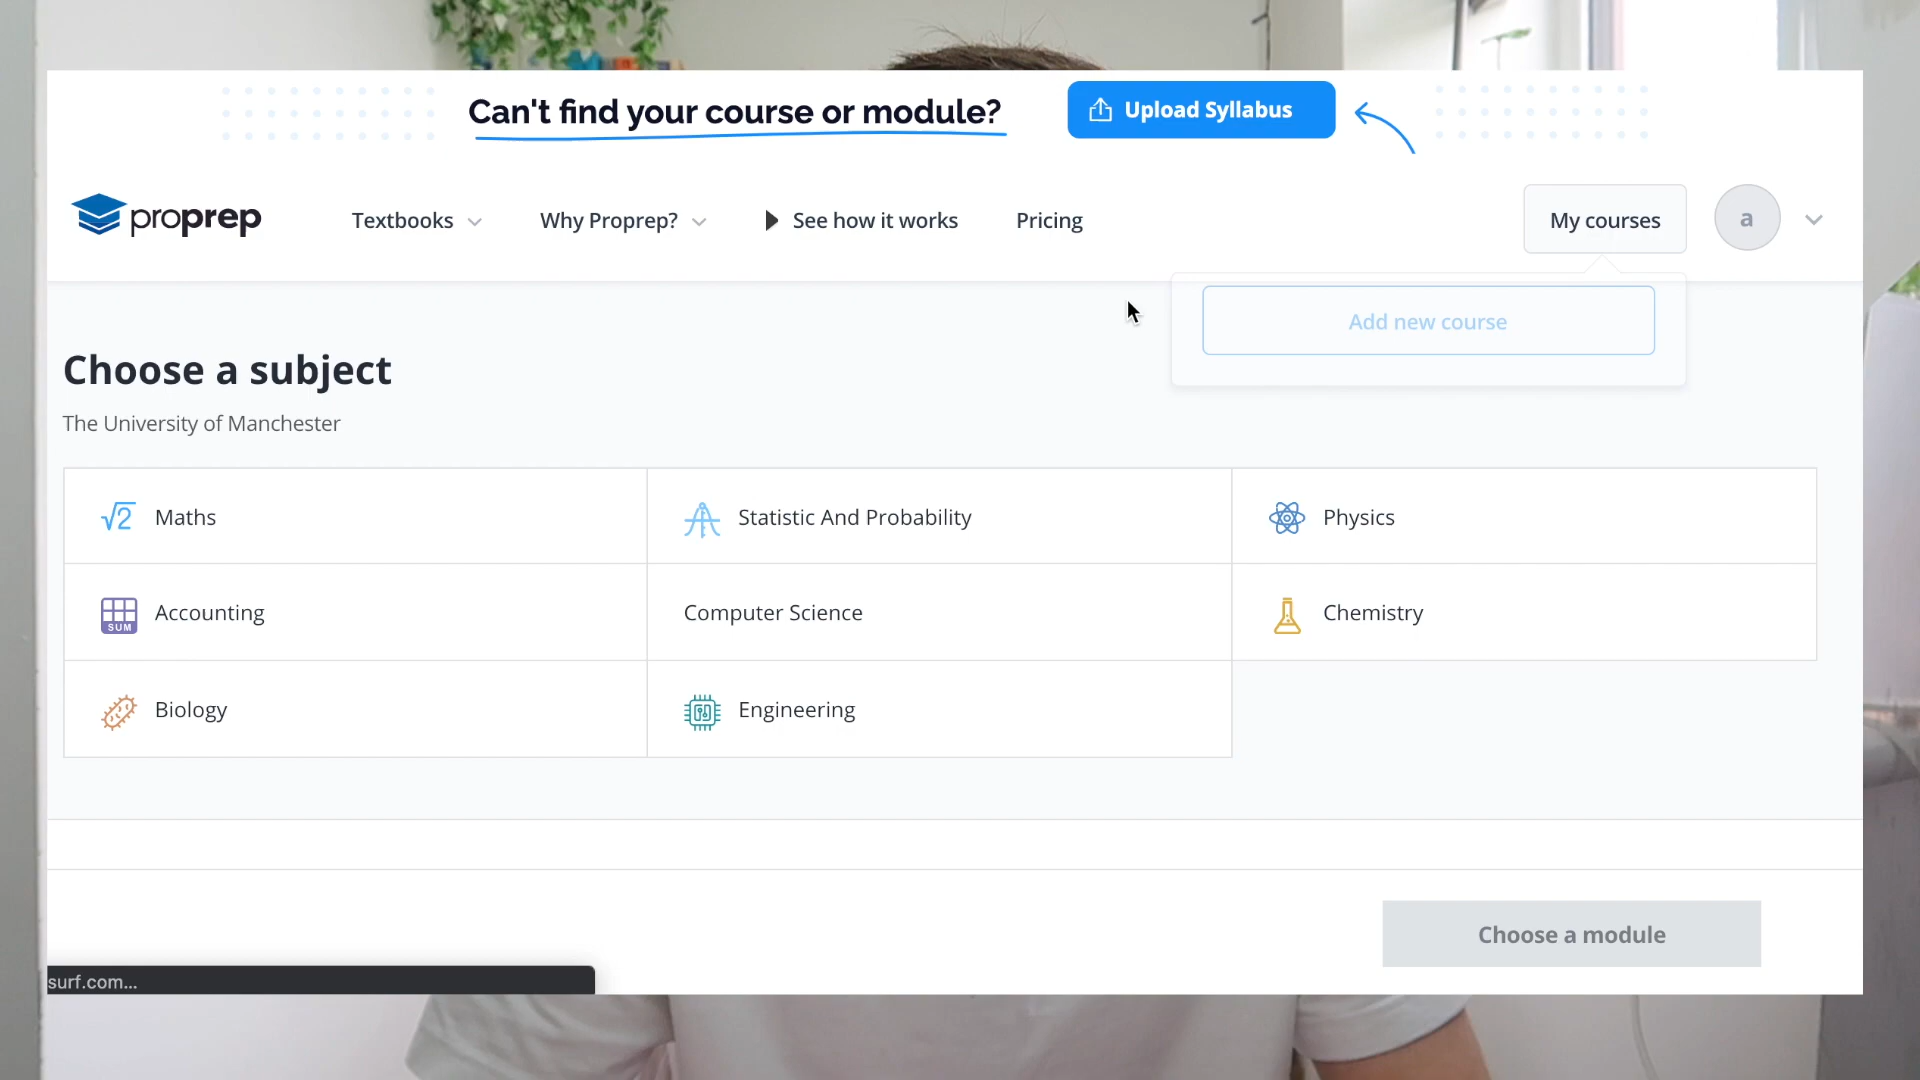 Can't find your course or module?
Upload Syllabus
proprep
Textbooks
Why Proprep?
See how it works
Pricing
My courses
a
Add new course
Choose a subject
The University of Manchester
√2 Maths
Statistic And Probability
Physics
SUM
Accounting
Computer Science
Chemistry
Biology
Engineering
Choose a module
surf.com...